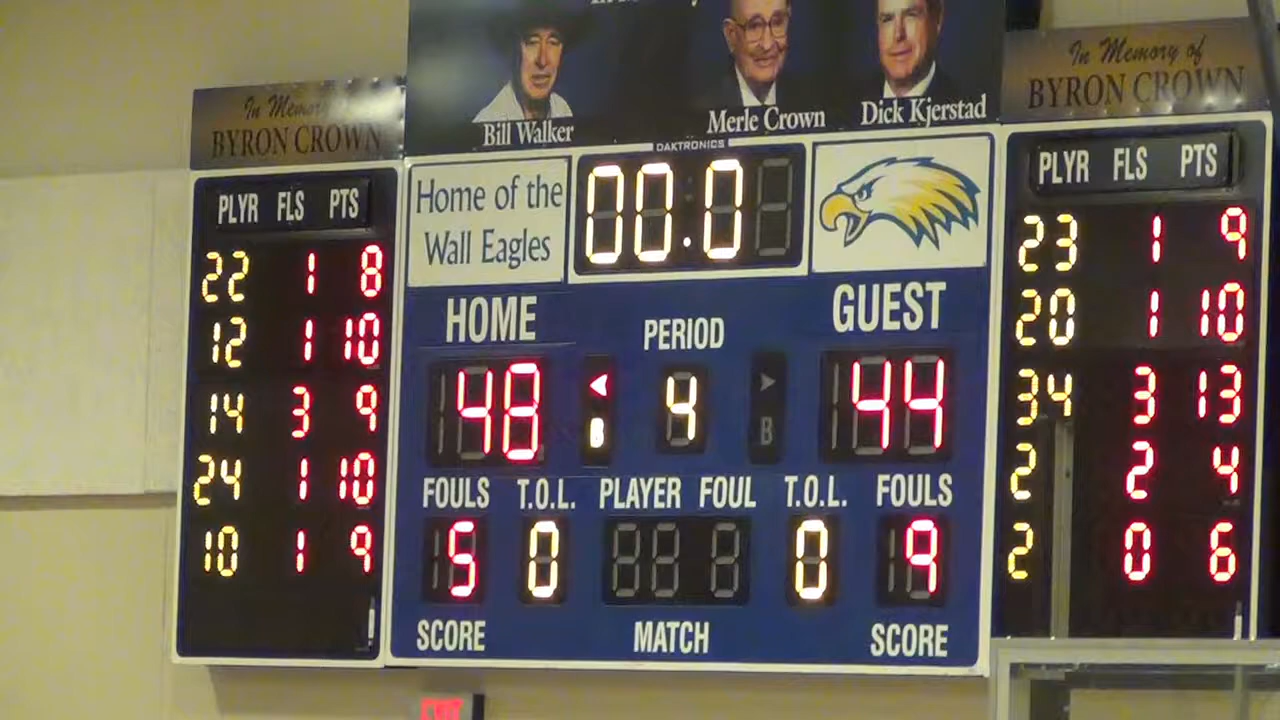 In Memory
BYRON CROWN
PLYR FLS PTS
22 1 8
12 1 10
14 3 9
24 1 10
10 1 9
Bill Walker
Merle Crown
Dick Kjerstad
DAKTRONICS
Home of the
Wall Eagles
00.0
HOME
PERIOD
GUEST
48
4
44
B
B
FOULS T.O.L. PLAYER FOUL T.O.L. FOULS
5 0 0 9
SCORE MATCH SCORE
In Memory of
BYRON CROWN
PLYR FLS PTS
23 1 9
20 1 10
34 3 13
2 2 4
2 0 6
EXIT